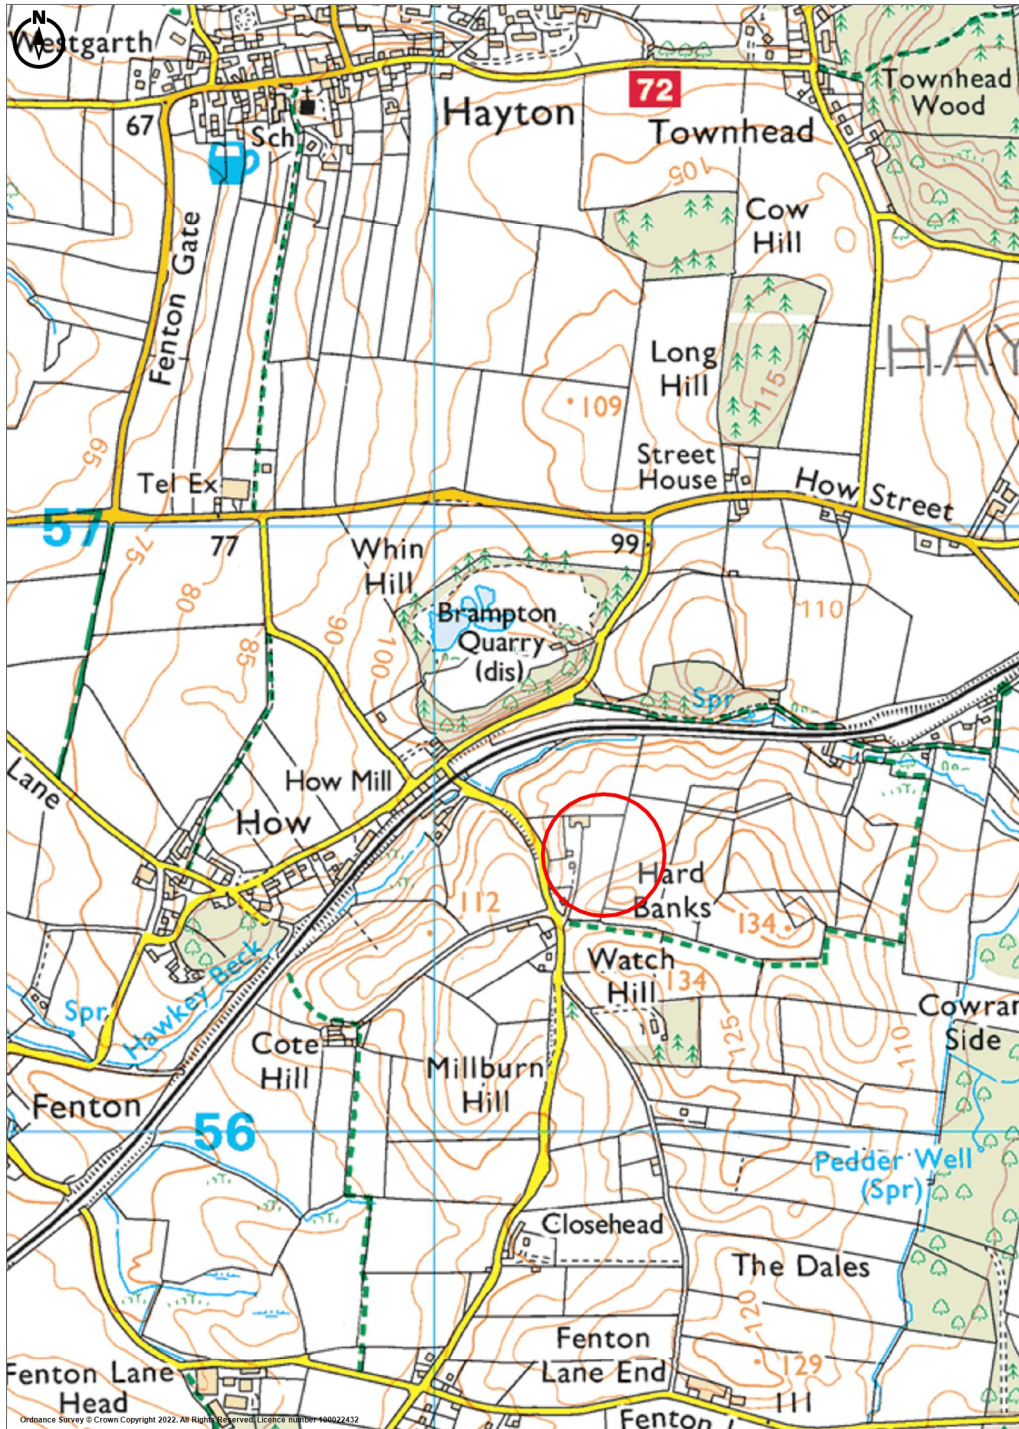 N
Westgarth
72
Hayton
Townhead
Wood
67
Sch
Townhead
105
Cow
Hill
Fenton Gate
Long
Hill
115
HAY
109
65
Street
House
Tel Ex
How Street
57
77
75
99
Whin
Hill
80
90
100
Brampton
Quarry
(dis)
110
85
Spr
Lane
How Mill
How
Hard
Banks
112
134
Watch
Hill
134
Hawkey Beck
Spr
Cowran
Side
125
110
Cote
Hill
Millburn
Hill
Fenton
56
Pedder Well
(Spr)
Closehead
The Dales
120
Fenton
Lane End
129
Fenton Lane
Head
111
Fenton L
Ordnance Survey © Crown Copyright 2022. All Rights Reserved. Licence number 100022432